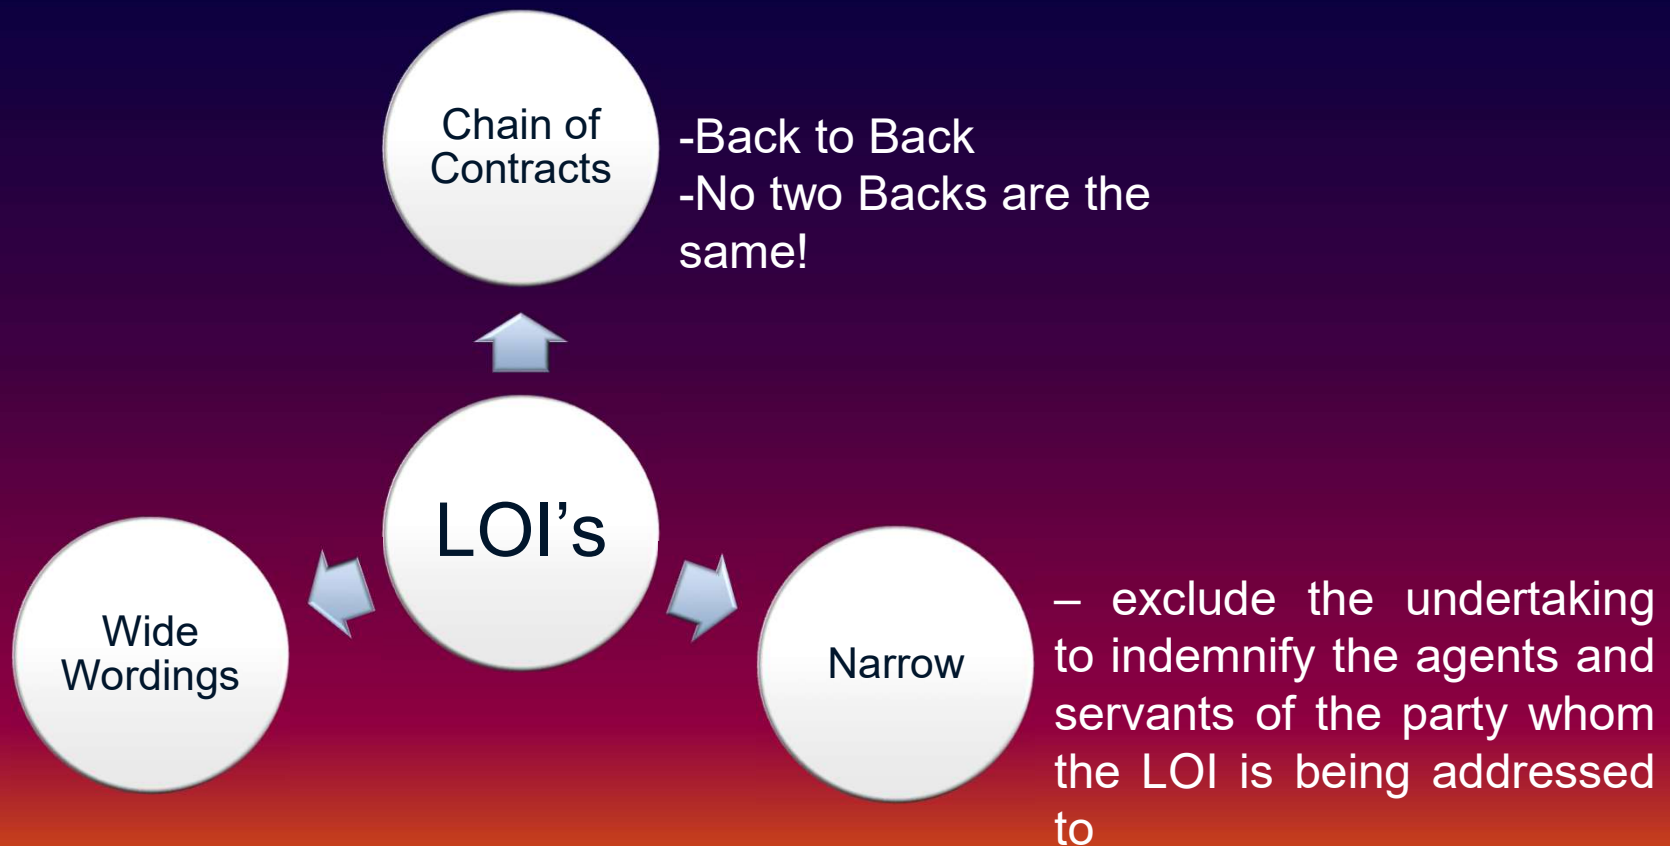 Chain of
Contracts
-Back to Back
-No two Backs are the
same!
LOI’s
Wide
Wordings
Narrow
– exclude the undertaking
to indemnify the agents and
servants of the party whom
the LOI is being addressed
to